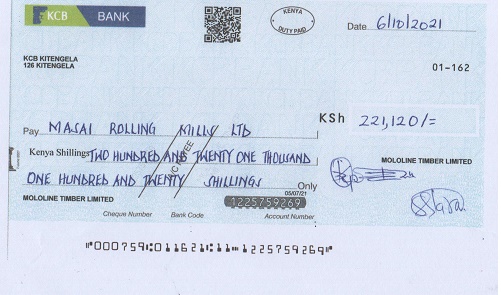 KCB BANK
KENYA
DUTY PAID
Date 6/10/2021
KCB KITENGELA
126 KITENGELA
01-162
Pay MASAI ROLLING MILLS LTD
KSh 221,120/=
Kenya Shillings TWO HUNDRED AND TWENTY ONE THOUSAND
ONE HUNDRED AND TWENTY SHILLINGS Only
MOLOLINE TIMBER LIMITED
MOLOLINE TIMBER LIMITED
05/07/21
1225759269
Cheque Number Bank Code Account Number
⑈000759⑆01162⑆11⑈1225759269⑈